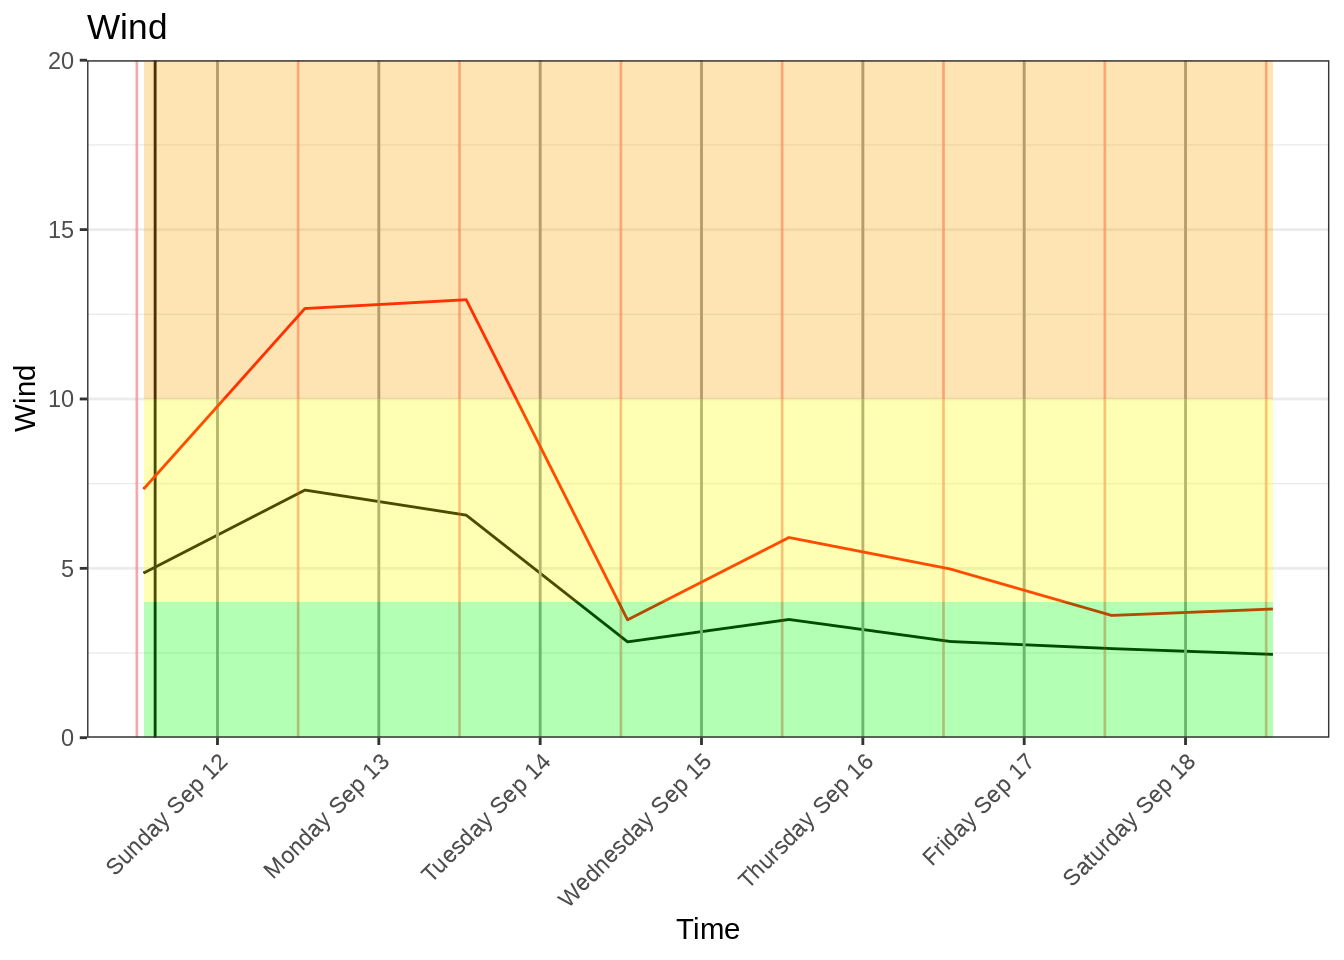 Wind
20
15
10
5
0
Wind
Sunday Sep 12
Monday Sep 13
Tuesday Sep 14
Wednesday Sep 15
Thursday Sep 16
Friday Sep 17
Saturday Sep 18
Time